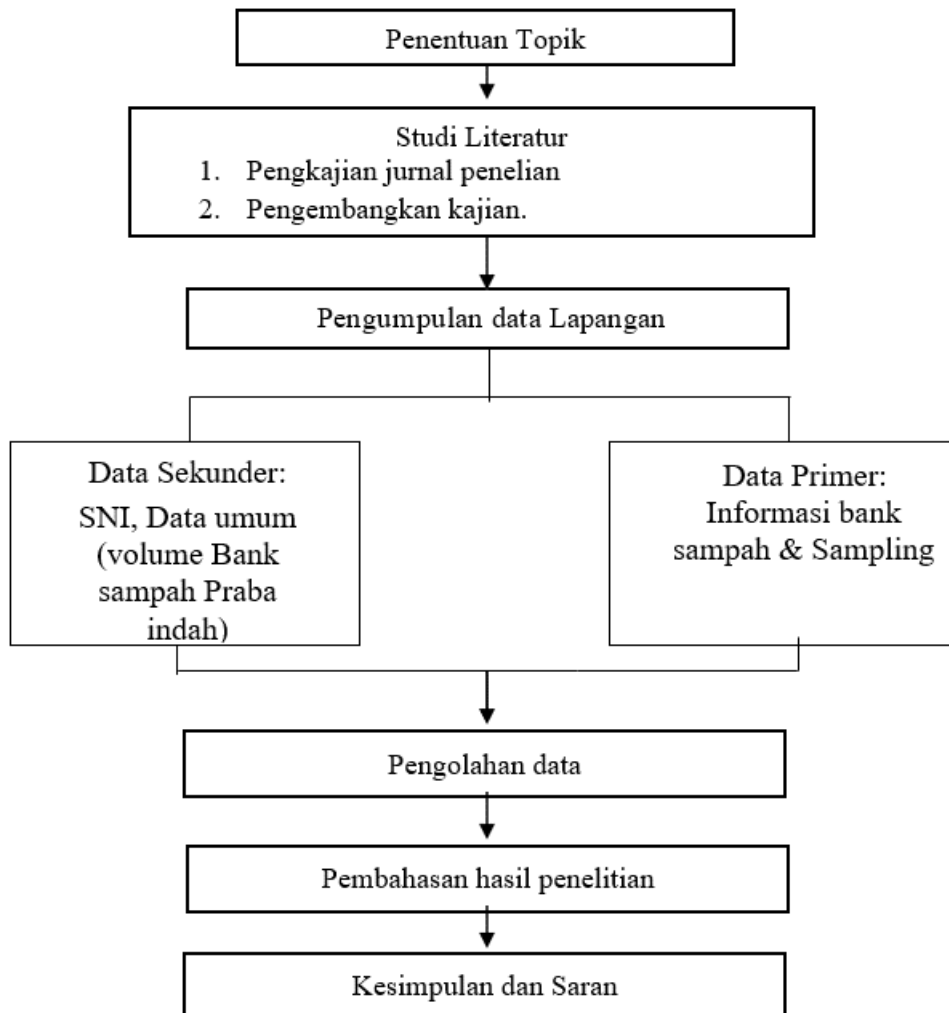 Penentuan Topik
Studi Literatur
1. Pengkajian jurnal penelian
2. Pengembangkan kajian.
Pengumpulan data Lapangan
Data Sekunder:
SNI, Data umum
(volume Bank
sampah Praba
indah)
Data Primer:
Informasi bank
sampah & Sampling
Pengolahan data
Pembahasan hasil penelitian
Kesimpulan dan Saran